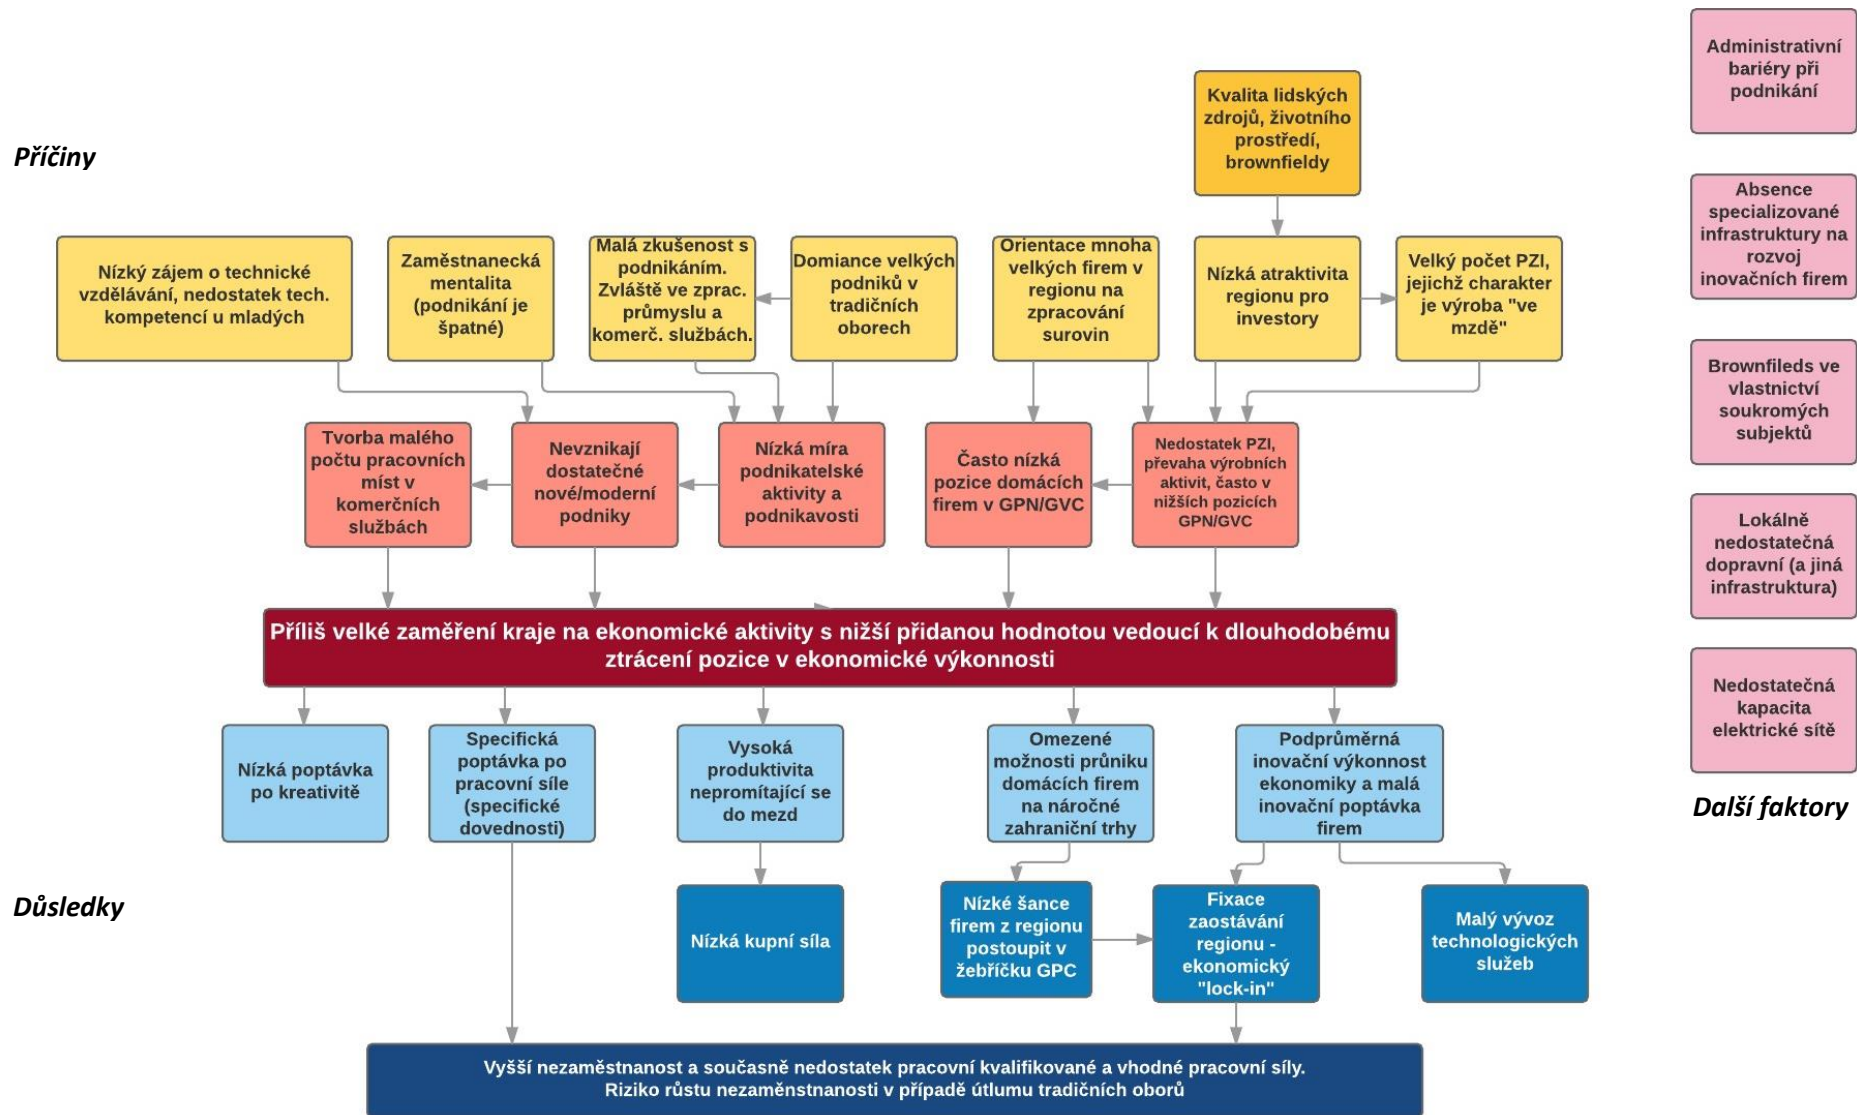 Administrativní
bariéry při
podnikání
Kvalita lidských
zdrojů, životního
prostředí,
brownfieldy
Příčiny
Absence
specializované
infrastruktury na
rozvoj
inovačních firem
Nízký zájem o technické
vzdělávání, nedostatek tech.
kompetencí u mladých
Zaměstnanecká
mentalita
(podnikání je
špatné)
Malá zkušenost s
podnikáním.
Zvláště ve zprac.
průmyslu a
komerč. službách.
Domiance velkých
podniků v
tradičních
oborech
Orientace mnoha
velkých firem v
regionu na
zpracování
surovin
Nízká atraktivita
regionu pro
investory
Velký počet PZI,
jejichž charakter
je výroba "ve
mzdě"
Brownfileds ve
vlastnictví
soukromých
subjektů
Tvorba malého
počtu pracovních
míst v
komerčních
službách
Nevznikají
dostatečné
nové/moderní
podniky
Nízká míra
podnikatelské
aktivity a
podnikavosti
Často nízká
pozice domácích
firem v GPN/GVC
Nedostatek PZI,
převaha výrobních
aktivit, často v
nižších pozicích
GPN/GVC
Lokálně
nedostatečná
dopravní (a jiná
infrastruktura)
Příliš velké zaměření kraje na ekonomické aktivity s nižší přidanou hodnotou vedoucí k dlouhodobému
ztrácení pozice v ekonomické výkonnosti
Nedostatečná
kapacita
elektrické sítě
Nízká poptávka
po kreativitě
Specifická
poptávka po
pracovní síle
(specifické
dovednosti)
Vysoká
produktivita
nepromítající se
do mezd
Omezené
možnosti průniku
domácích firem
na náročné
zahraniční trhy
Podprůměrná
inovační výkonnost
ekonomiky a malá
inovační poptávka
firem
Další faktory
Důsledky
Nízká kupní síla
Nízké šance
firem z regionu
postoupit v
žebříčku GPC
Fixace
zaostávání
regionu -
ekonomický
"lock-in"
Malý vývoz
technologických
služeb
Vyšší nezaměstnanost a současně nedostatek pracovní kvalifikované a vhodné pracovní síly.
Riziko růstu nezaměnstnanosti v případě útlumu tradičních oborů